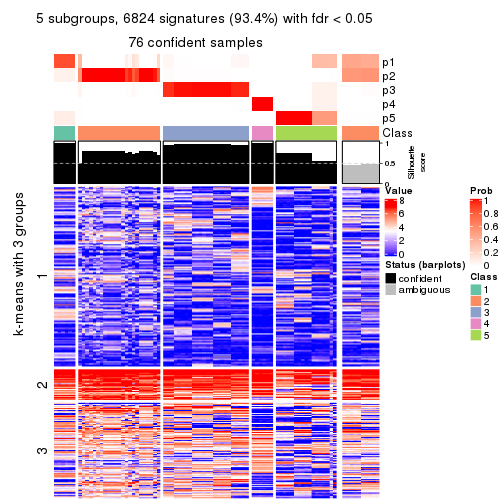 5 subgroups, 6824 signatures (93.4%) with fdr < 0.05
76 confident samples
p1
p2
p3
p4
p5
Class
1
0.5
0
Silhouette
score
k-means with 3 groups
1
2
3
Value
8
6
4
2
0
Status (barplots)
confident
ambiguous
Prob
1
0.8
0.6
0.4
0.2
0
Class
1
2
3
4
5